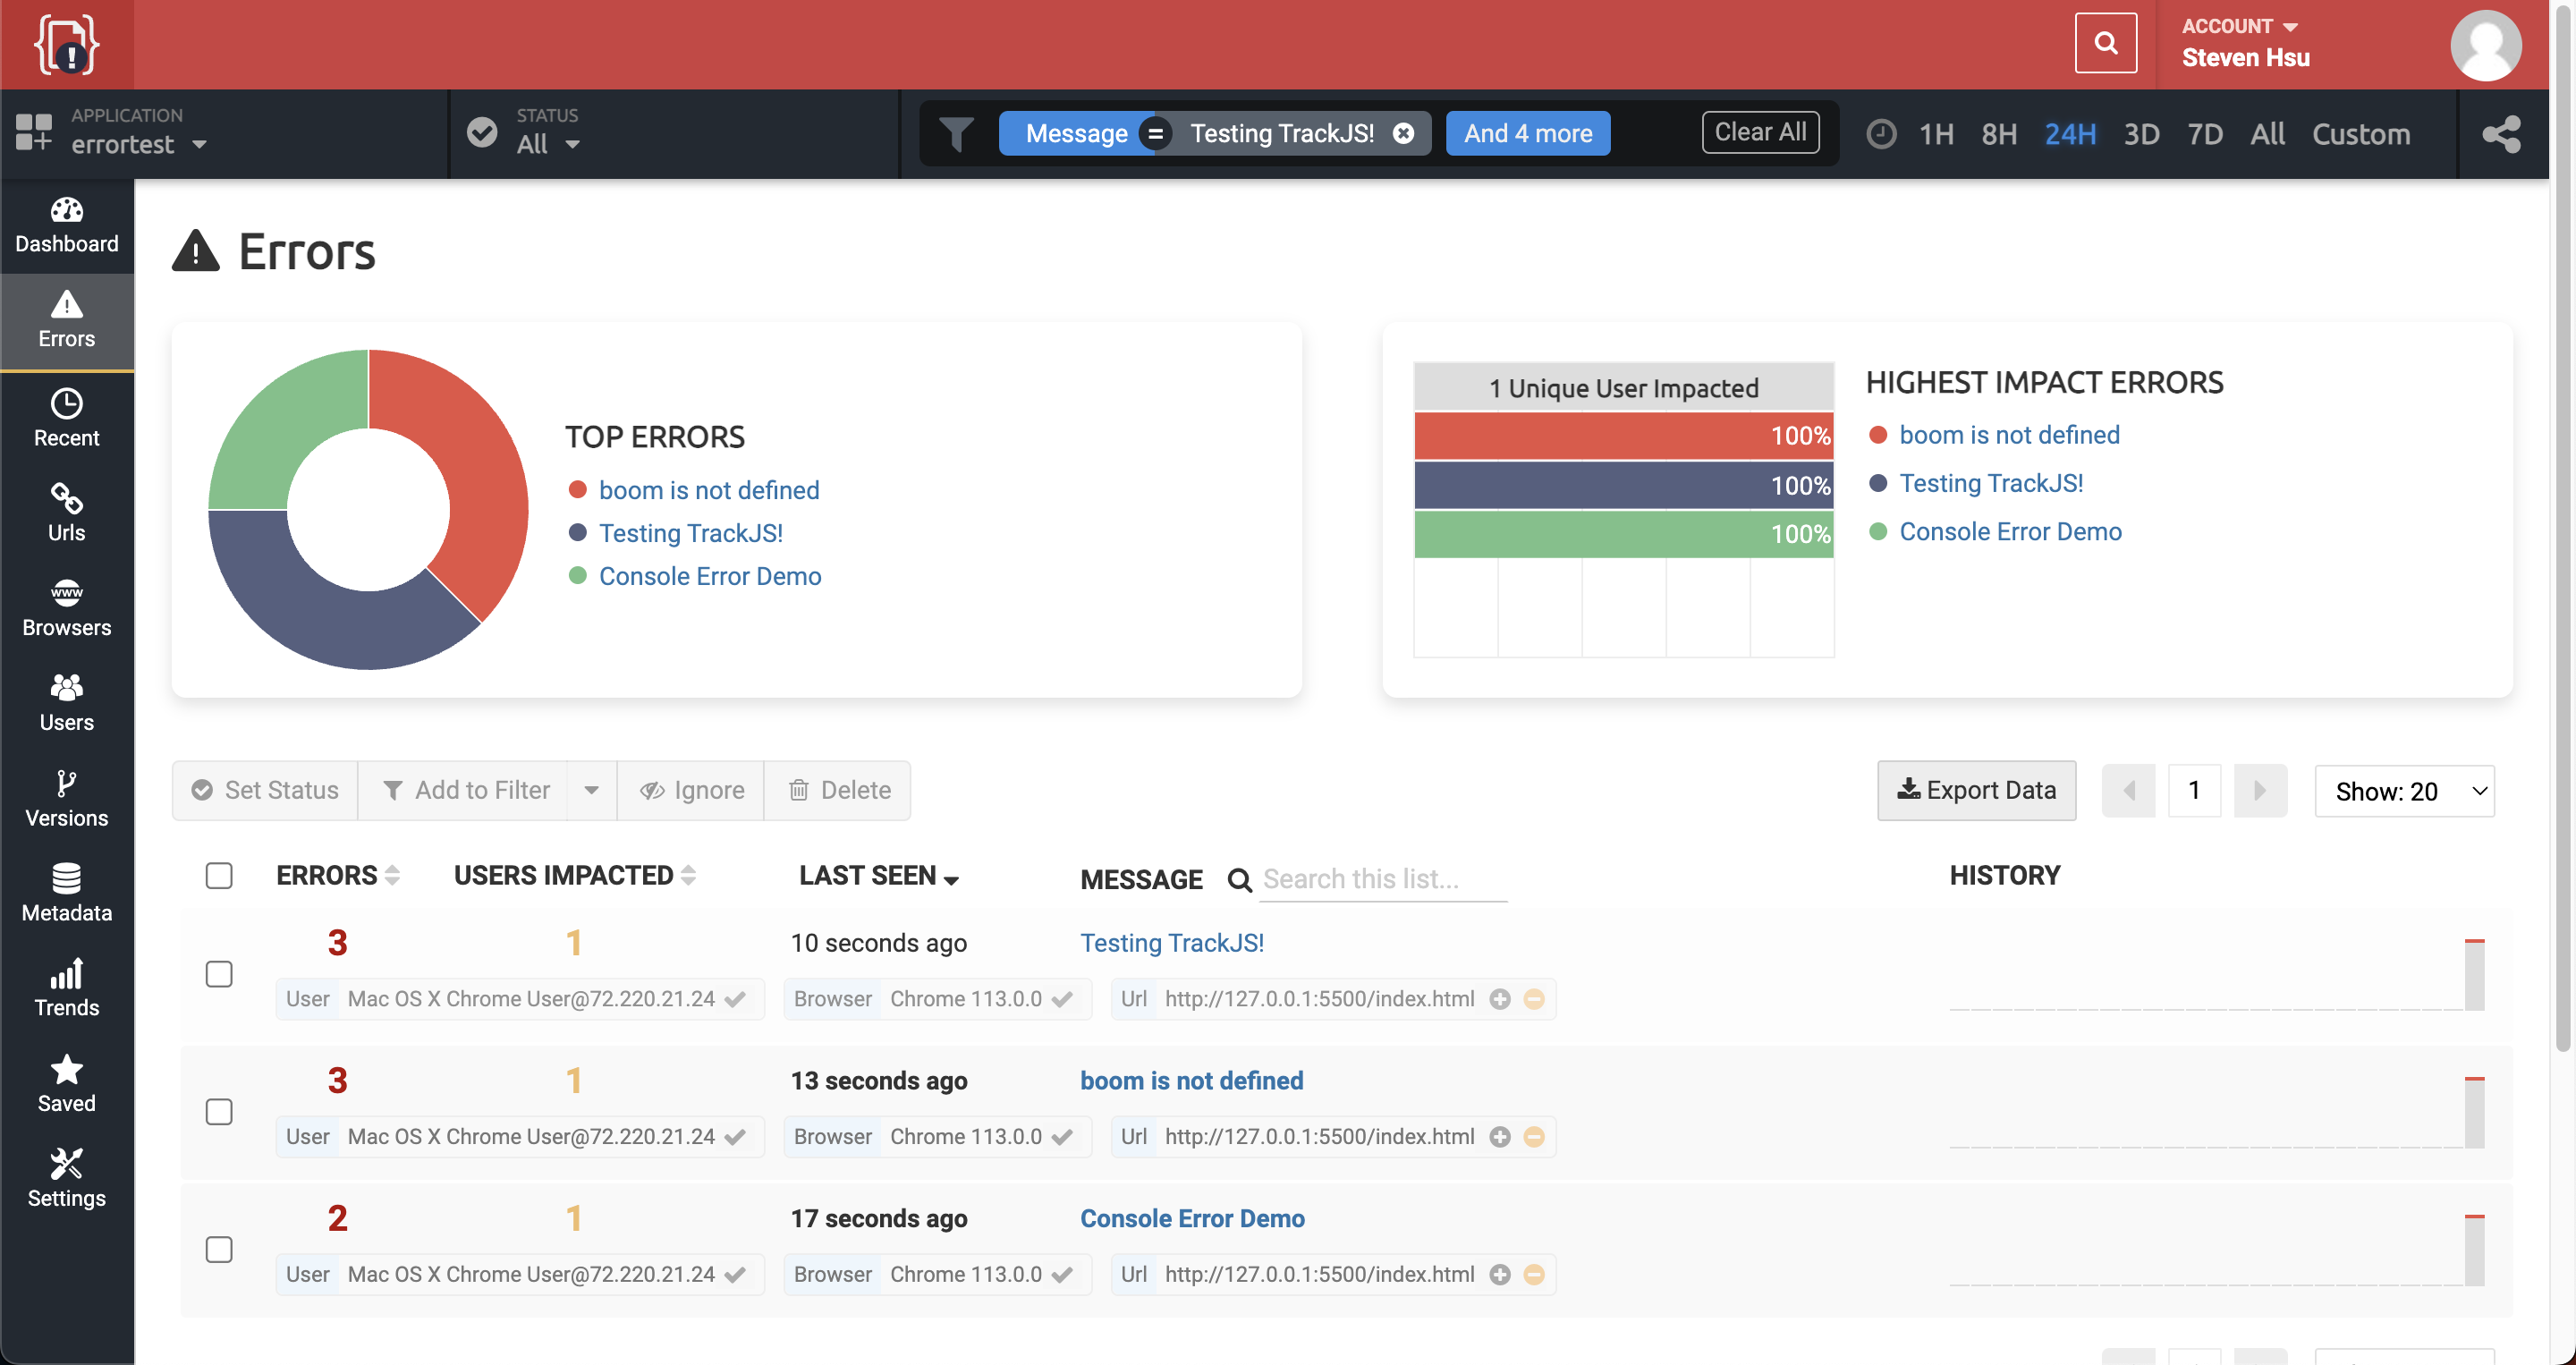 ACCOUNT
Steven Hsu
APPLICATION
errortest
STATUS
All
Message = Testing TrackJS!
And 4 more
Clear All
1H 8H 24H 3D 7D All Custom
Dashboard
Errors
Recent
Urls
www
Browsers
Users
Versions
Metadata
Trends
Saved
Settings
Errors
TOP ERRORS
boom is not defined
Testing TrackJS!
Console Error Demo
1 Unique User Impacted
100%
100%
100%
HIGHEST IMPACT ERRORS
boom is not defined
Testing TrackJS!
Console Error Demo
Set Status Add to Filter Ignore Delete
Export Data 1 Show: 20
ERRORS USERS IMPACTED LAST SEEN MESSAGE Search this list... HISTORY
3 1 10 seconds ago Testing TrackJS!
User Mac OS X Chrome User@72.220.21.24 Browser Chrome 113.0.0 Url http://127.0.0.1:5500/index.html
3 1 13 seconds ago boom is not defined
User Mac OS X Chrome User@72.220.21.24 Browser Chrome 113.0.0 Url http://127.0.0.1:5500/index.html
2 1 17 seconds ago Console Error Demo
User Mac OS X Chrome User@72.220.21.24 Browser Chrome 113.0.0 Url http://127.0.0.1:5500/index.html